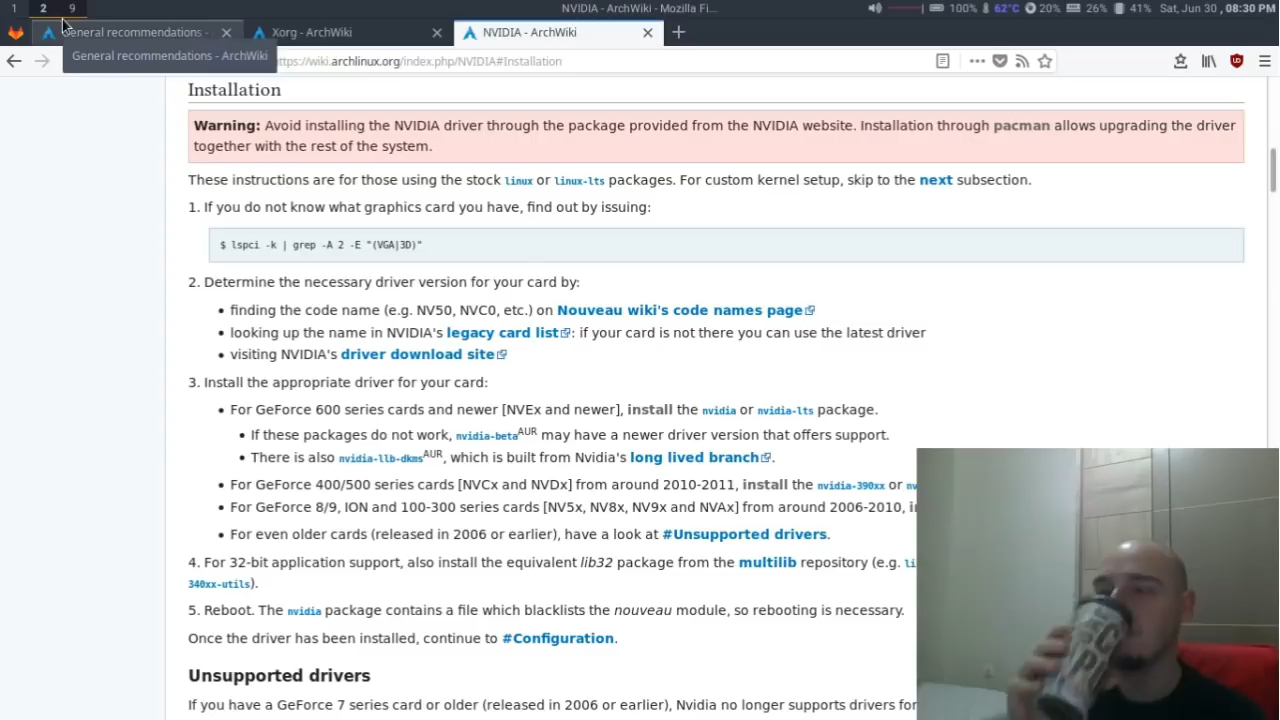 1 2 9 NVIDIA - ArchWiki - Mozilla Fi... 100% 62°C 20% 26% 41% Sat, Jun 30 , 08:30 PM
General recommendations - Xorg - ArchWiki NVIDIA - ArchWiki
General recommendations - ArchWiki
https://wiki.archlinux.org/index.php/NVIDIA#Installation
Installation
Warning: Avoid installing the NVIDIA driver through the package provided from the NVIDIA website. Installation through pacman allows upgrading the driver
together with the rest of the system.
These instructions are for those using the stock linux or linux-lts packages. For custom kernel setup, skip to the next subsection.
1. If you do not know what graphics card you have, find out by issuing:
$ lspci -k | grep -A 2 -E "(VGA|3D)"
2. Determine the necessary driver version for your card by:
• finding the code name (e.g. NV50, NVC0, etc.) on Nouveau wiki's code names page
• looking up the name in NVIDIA's legacy card list: if your card is not there you can use the latest driver
• visiting NVIDIA's driver download site
3. Install the appropriate driver for your card:
• For GeForce 600 series cards and newer [NVEx and newer], install the nvidia or nvidia-lts package.
• If these packages do not work, nvidia-beta AUR may have a newer driver version that offers support.
• There is also nvidia-llb-dkms AUR, which is built from Nvidia's long lived branch.
• For GeForce 400/500 series cards [NVCx and NVDx] from around 2010-2011, install the nvidia-390xx or nv
• For GeForce 8/9, ION and 100-300 series cards [NV5x, NV8x, NV9x and NVAx] from around 2006-2010, i
• For even older cards (released in 2006 or earlier), have a look at #Unsupported drivers.
4. For 32-bit application support, also install the equivalent lib32 package from the multilib repository (e.g. li
340xx-utils).
5. Reboot. The nvidia package contains a file which blacklists the nouveau module, so rebooting is necessary.
Once the driver has been installed, continue to #Configuration.
Unsupported drivers
If you have a GeForce 7 series card or older (released in 2006 or earlier), Nvidia no longer supports drivers for